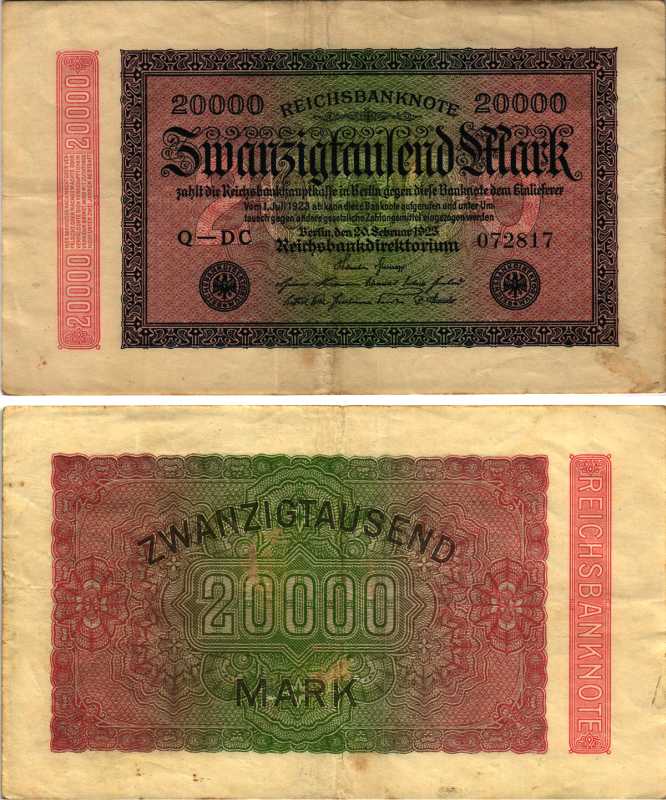 20000 REICHSBANKNOTE 20000
Zwanzigtausend Mark
zahlt die Reichsbankhauptkasse in Berlin gegen diese Banknote dem Einlieferer
Vom 1. Juli 1923 ab kann diese Banknote aufgerufen und unter Um-
tausch gegen andere gesetzliche Zahlungsmittel eingezogen werden
Berlin, den 20. Februar 1923
Q—DC Reichsbankdirektorium 072817
20000 20000
ZWANZIGTAUSEND
20000
MARK
REICHSBANKNOTE